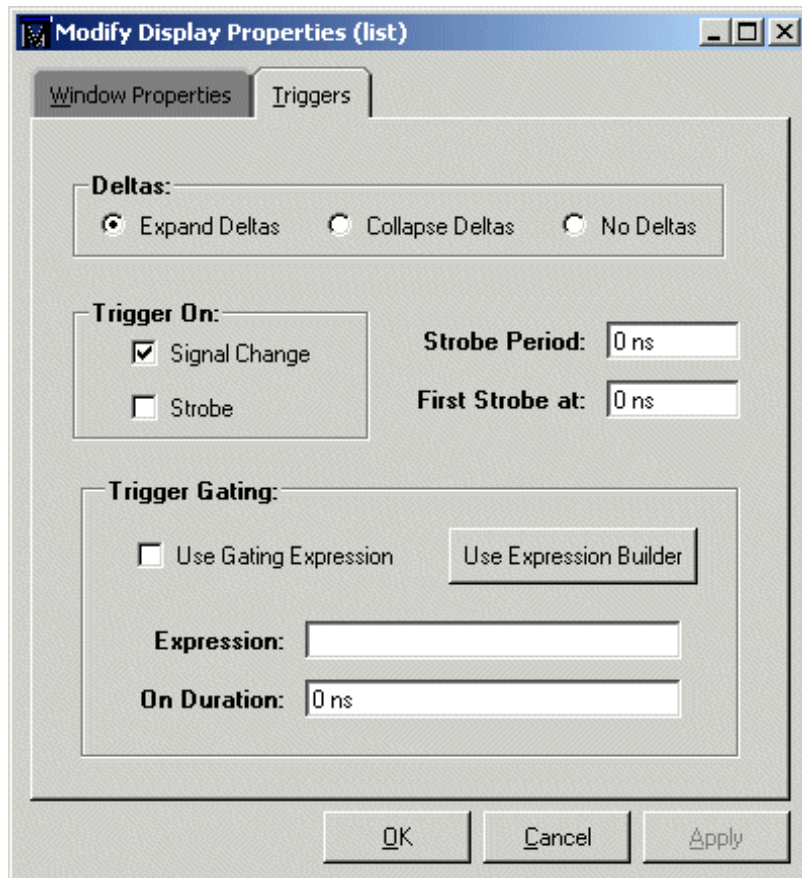 Modify Display Properties (list)
Window Properties
Triggers
Deltas:
Expand Deltas
Collapse Deltas
No Deltas
Trigger On:
Signal Change
Strobe
Strobe Period: 0 ns
First Strobe at: 0 ns
Trigger Gating:
Use Gating Expression
Use Expression Builder
Expression:
On Duration: 0 ns
OK
Cancel
Apply